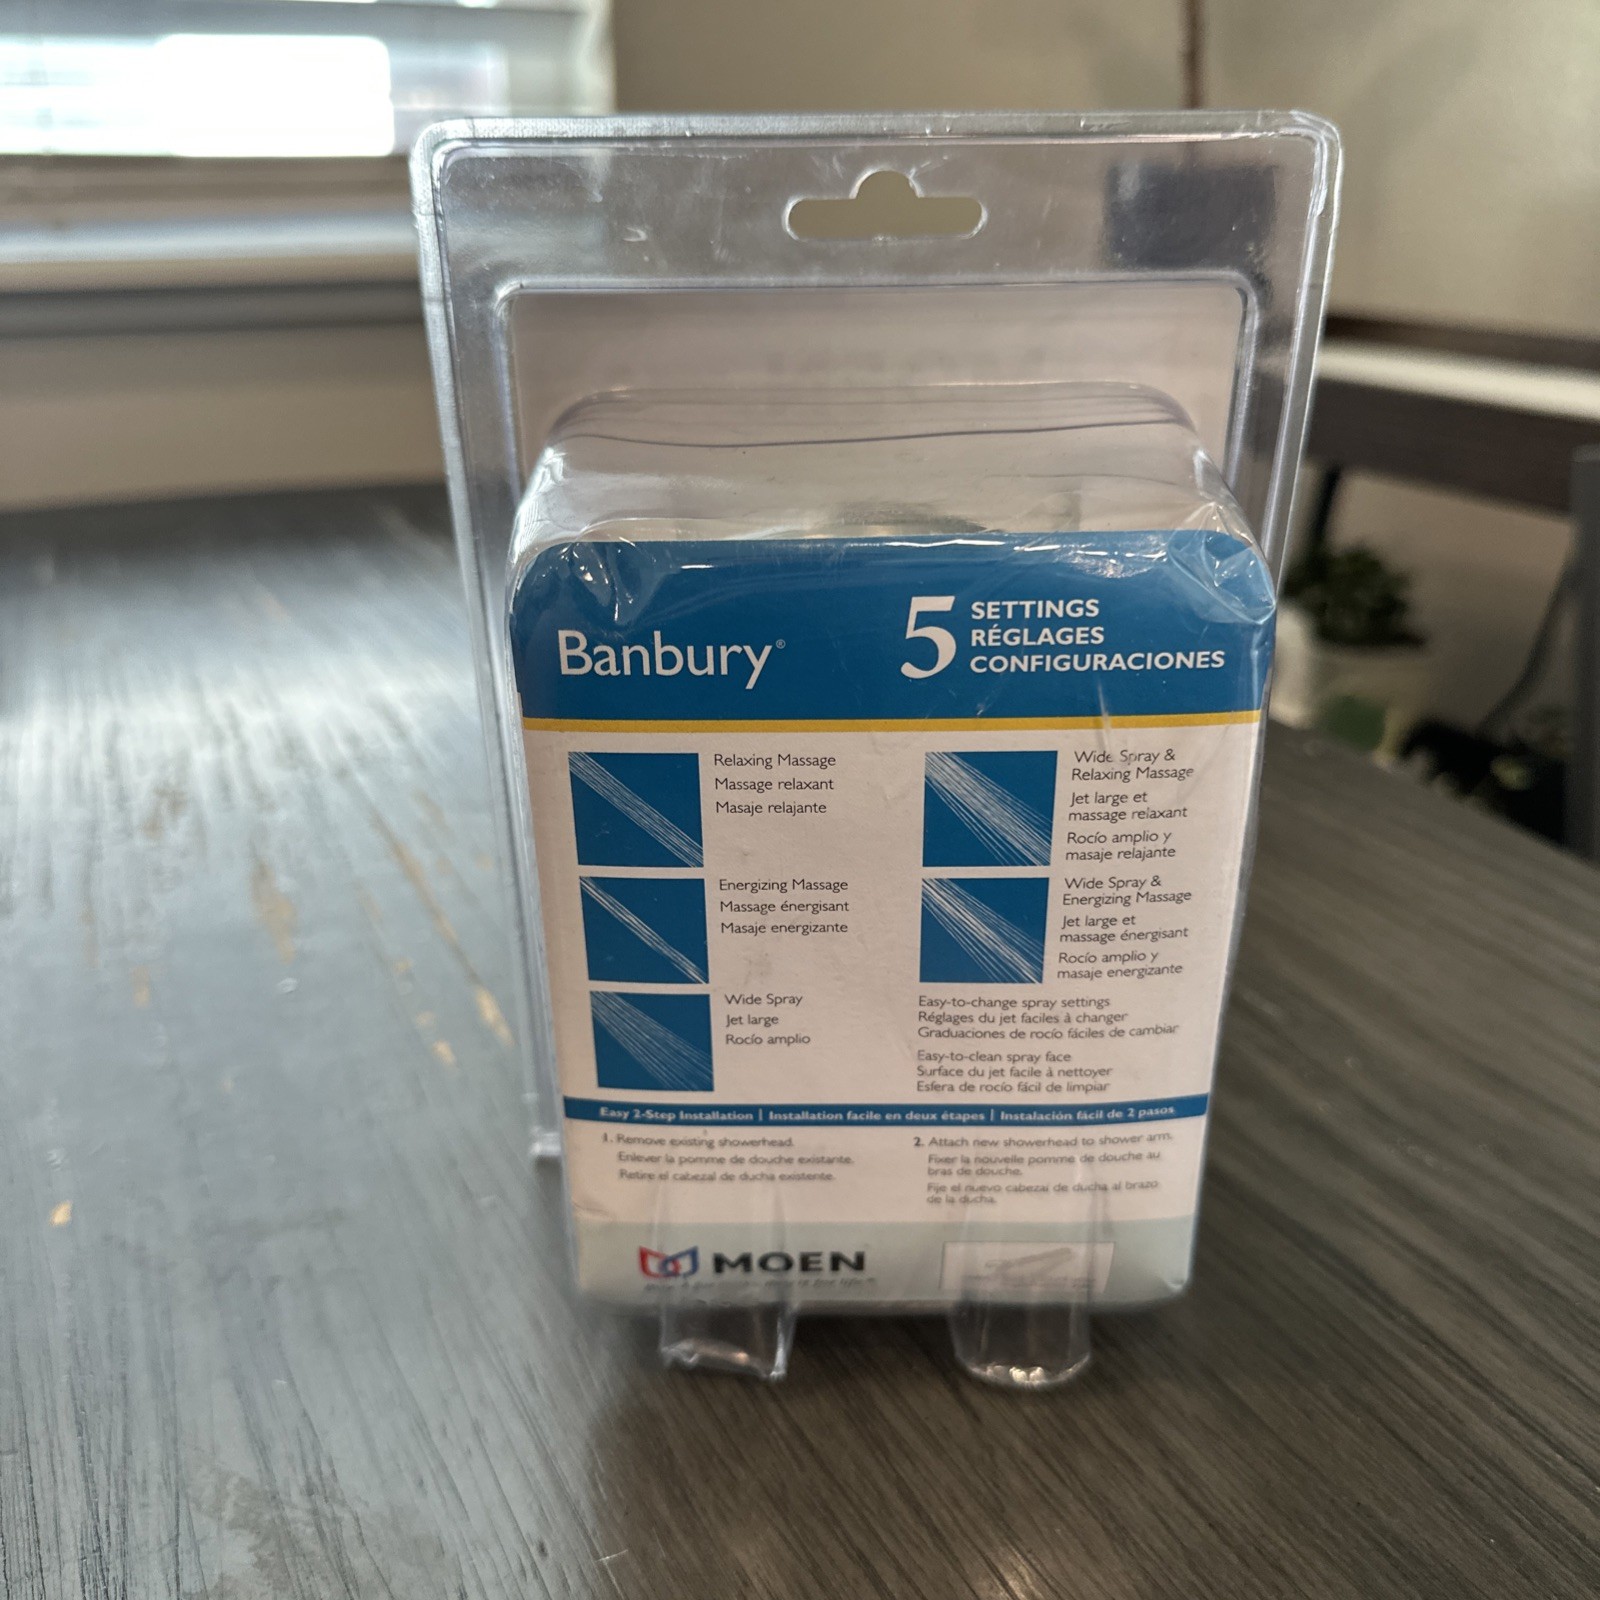 Banbury®
5 SETTINGS
RÉGLAGES
CONFIGURACIONES
Relaxing Massage
Massage relaxant
Masaje relajante
Energizing Massage
Massage énergisant
Masaje energizante
Wide Spray
Jet large
Rocío amplio
Wide Spray &
Relaxing Massage
Jet large et
massage relaxant
Rocío amplio y
masaje relajante
Wide Spray &
Energizing Massage
Jet large et
massage énergisant
Rocío amplio y
masaje energizante
Easy-to-change spray settings
Réglages du jet faciles à changer
Graduaciones de rocío fáciles de cambiar
Easy-to-clean spray face
Surface du jet facile à nettoyer
Esfera de rocío fácil de limpiar
Easy 2-Step Installation | Installation facile en deux étapes | Instalación fácil de 2 pasos
1. Remove existing showerhead.
Enlever la pomme de douche existante.
Retire el cabezal de ducha existente.
2. Attach new showerhead to shower arm.
Fixer la nouvelle pomme de douche au
bras de douche.
Fije el nuevo cabezal de ducha al brazo
de la ducha.
MOEN